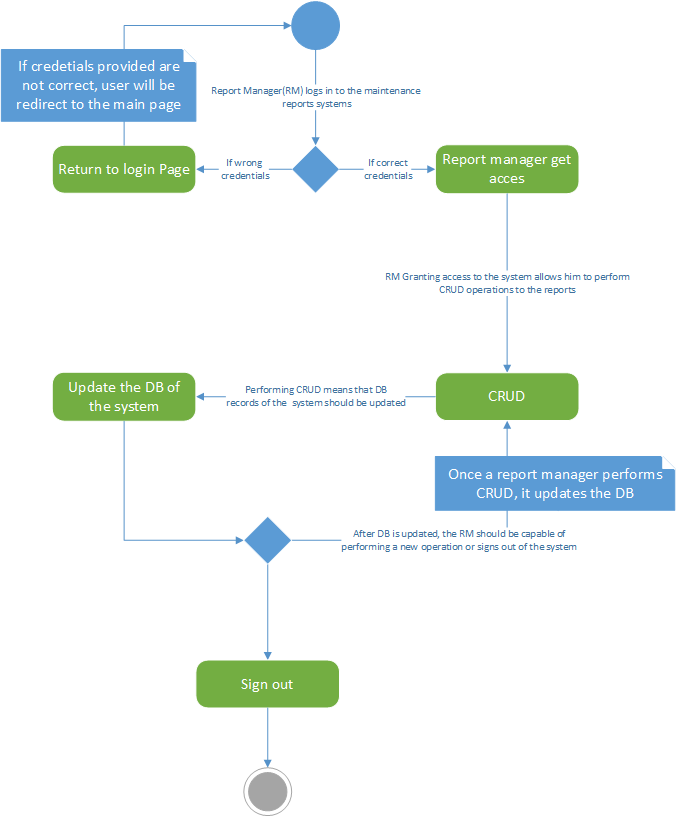 If credetials provided are
not correct, user will be
redirect to the main page
Report Manager(RM) logs in to the maintenance
reports systems
Return to login Page
If wrong
credentials
If correct
credentials
Report manager get
acces
RM Granting access to the system allows him to perform
CRUD operations to the reports
Update the DB of
the system
Performing CRUD means that DB
records of the system should be updated
CRUD
Once a report manager performs
CRUD, it updates the DB
After DB is updated, the RM should be capable of
performing a new operation or signs out of the system
Sign out